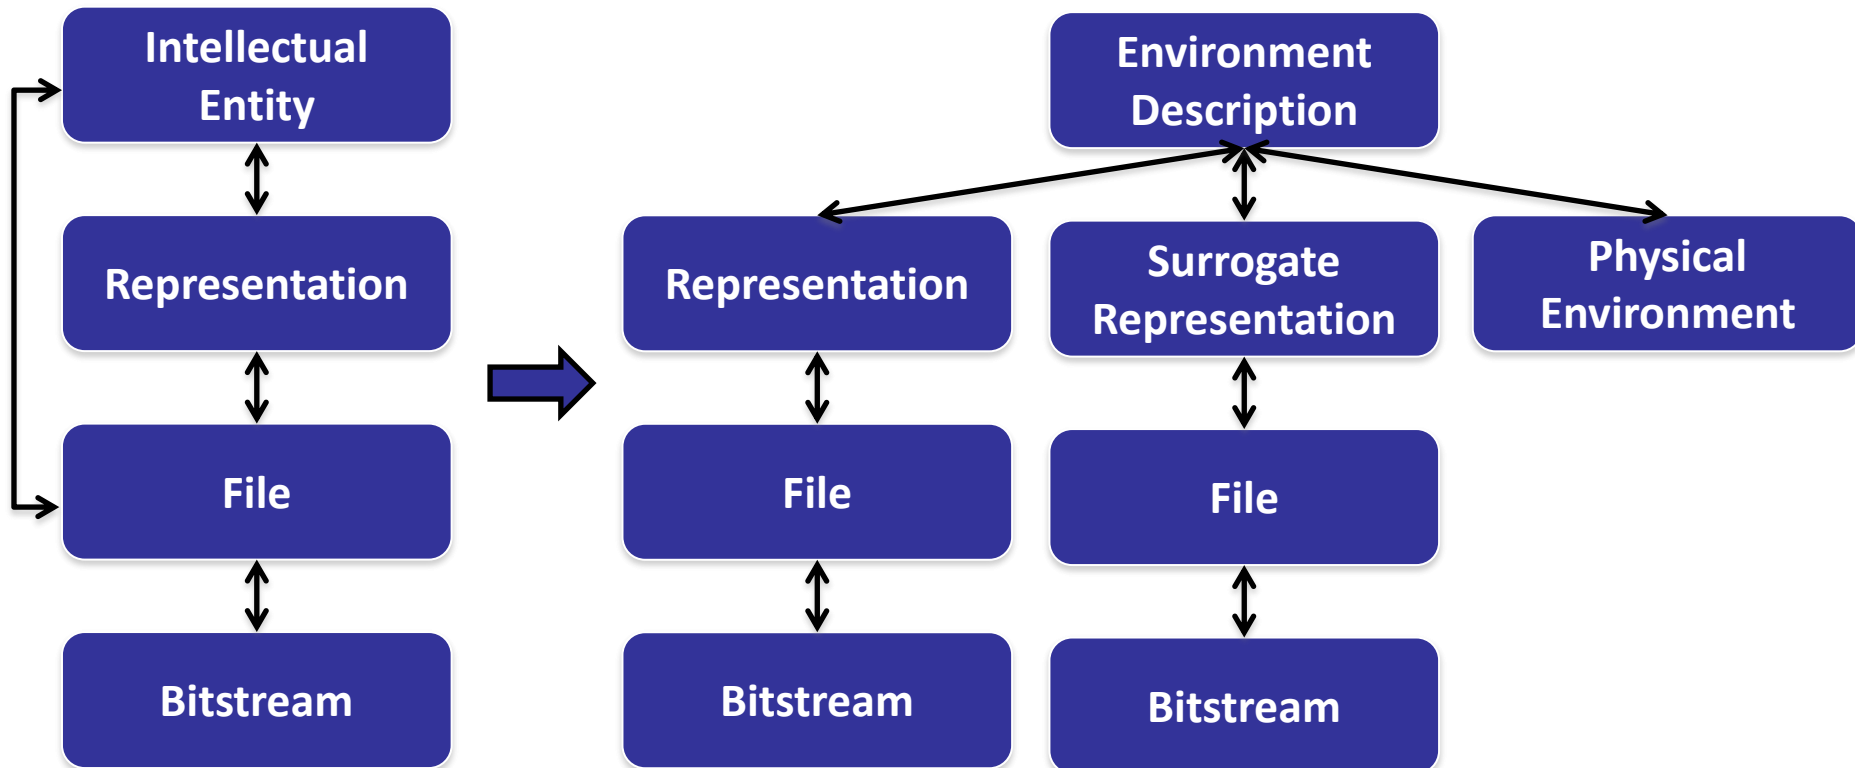 Intellectual
Entity
Representation
File
Bitstream
Environment
Description
Representation
File
Bitstream
Surrogate
Representation
File
Bitstream
Physical
Environment